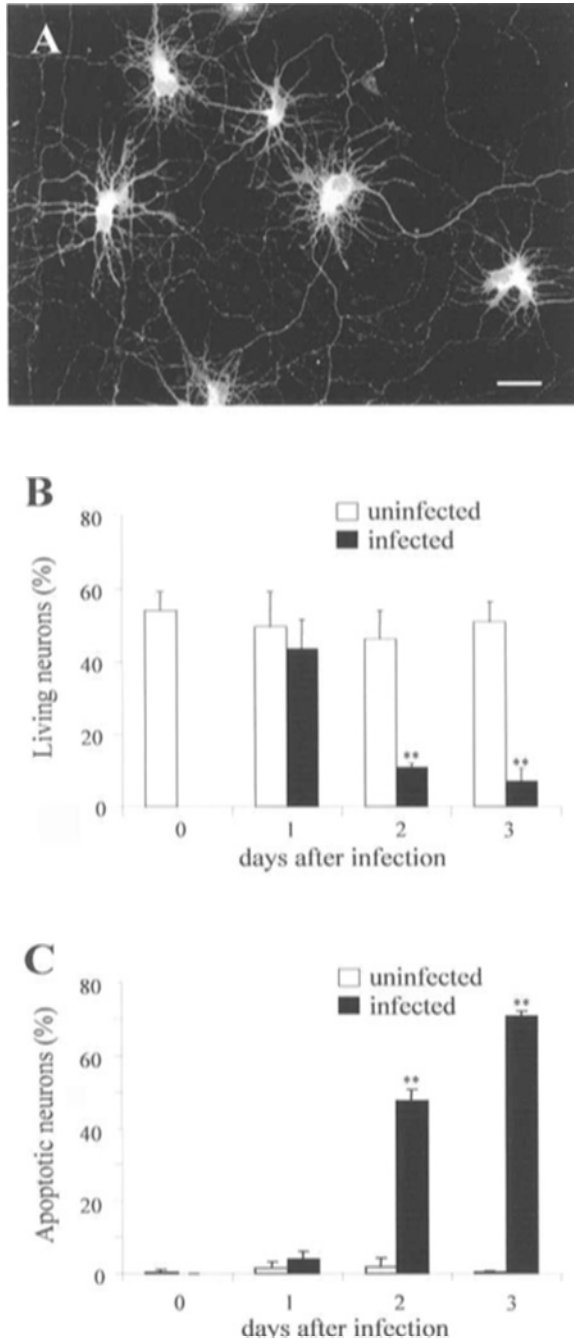 A
B
uninfected
infected
80
60
40
20
0
Living neurons (%)
**
**
0 1 2 3
days after infection
C
uninfected
infected
80
60
40
20
0
Apoptotic neurons (%)
**
**
0 1 2 3
days after infection